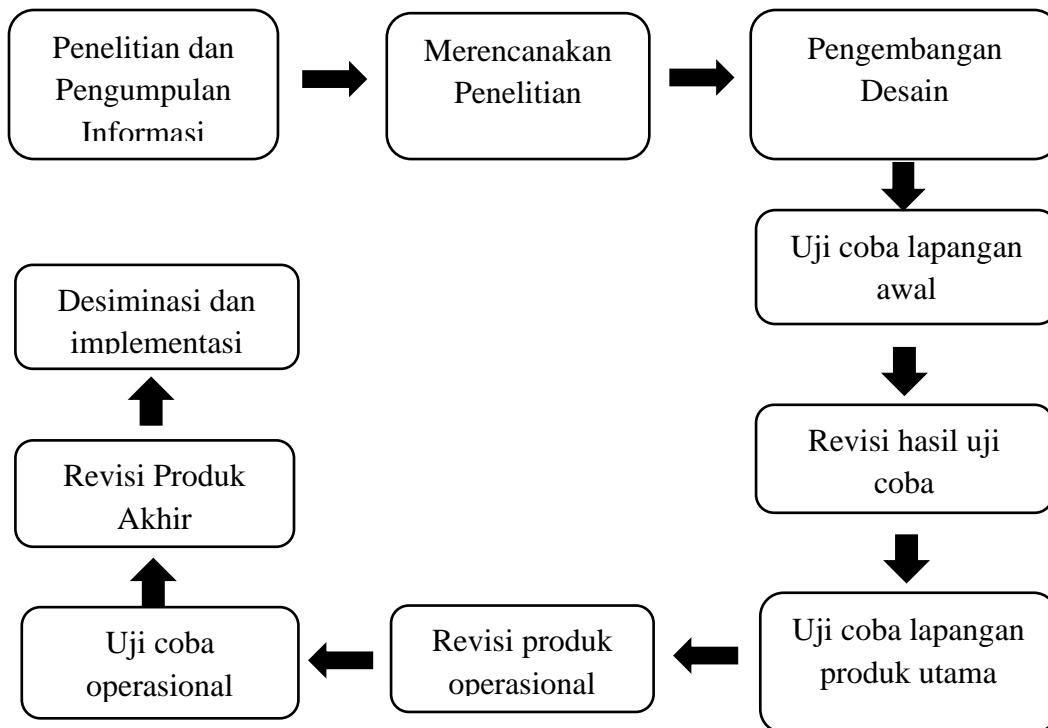 Penelitian dan
Pengumpulan
Informasi
Merencanakan
Penelitian
Pengembangan
Desain
Uji coba lapangan
awal
Revisi hasil uji
coba
Uji coba lapangan
produk utama
Revisi produk
operasional
Uji coba
operasional
Revisi Produk
Akhir
Desiminasi dan
implementasi